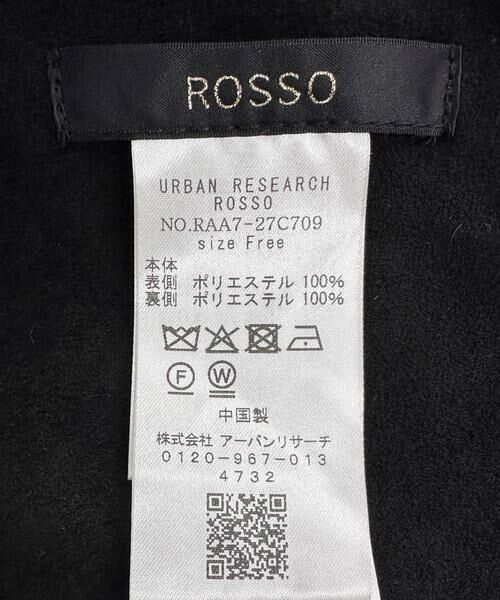 ROSSO
URBAN RESEARCH
ROSSO
NO.RAA7-27C709
size Free
本体
表側 ポリエステル 100%
裏側 ポリエステル 100%
F W
中国製
株式会社 アーバンリサーチ
0120-967-013
4732